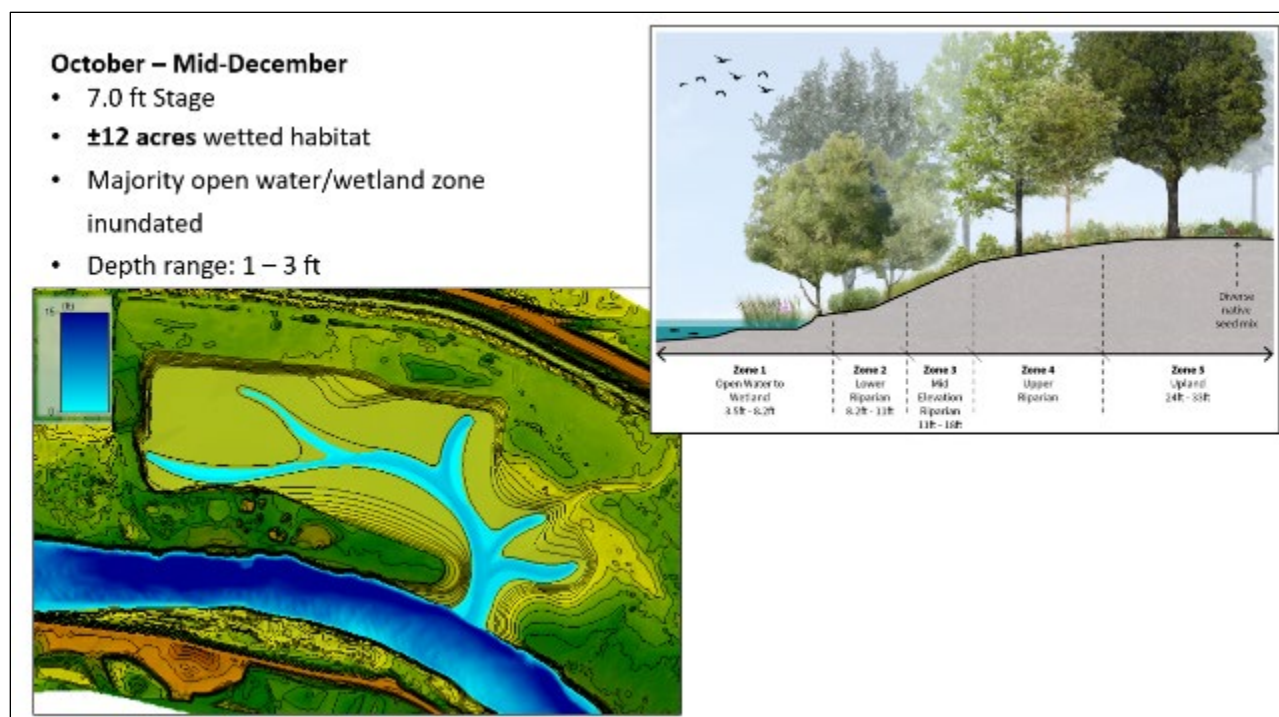 October – Mid-December
• 7.0 ft Stage
• ±12 acres wetted habitat
• Majority open water/wetland zone
inundated
• Depth range: 1 – 3 ft
15 (ft)
0
Diverse
native
seed mix
Zone 1
Open Water to
Wetland
3.5ft - 8.2ft
Zone 2
Lower
Riparian
8.2ft - 11ft
Zone 3
Mid
Elevation
Riparian
11ft - 18ft
Zone 4
Upper
Riparian
Zone 5
Upland
24ft - 33ft